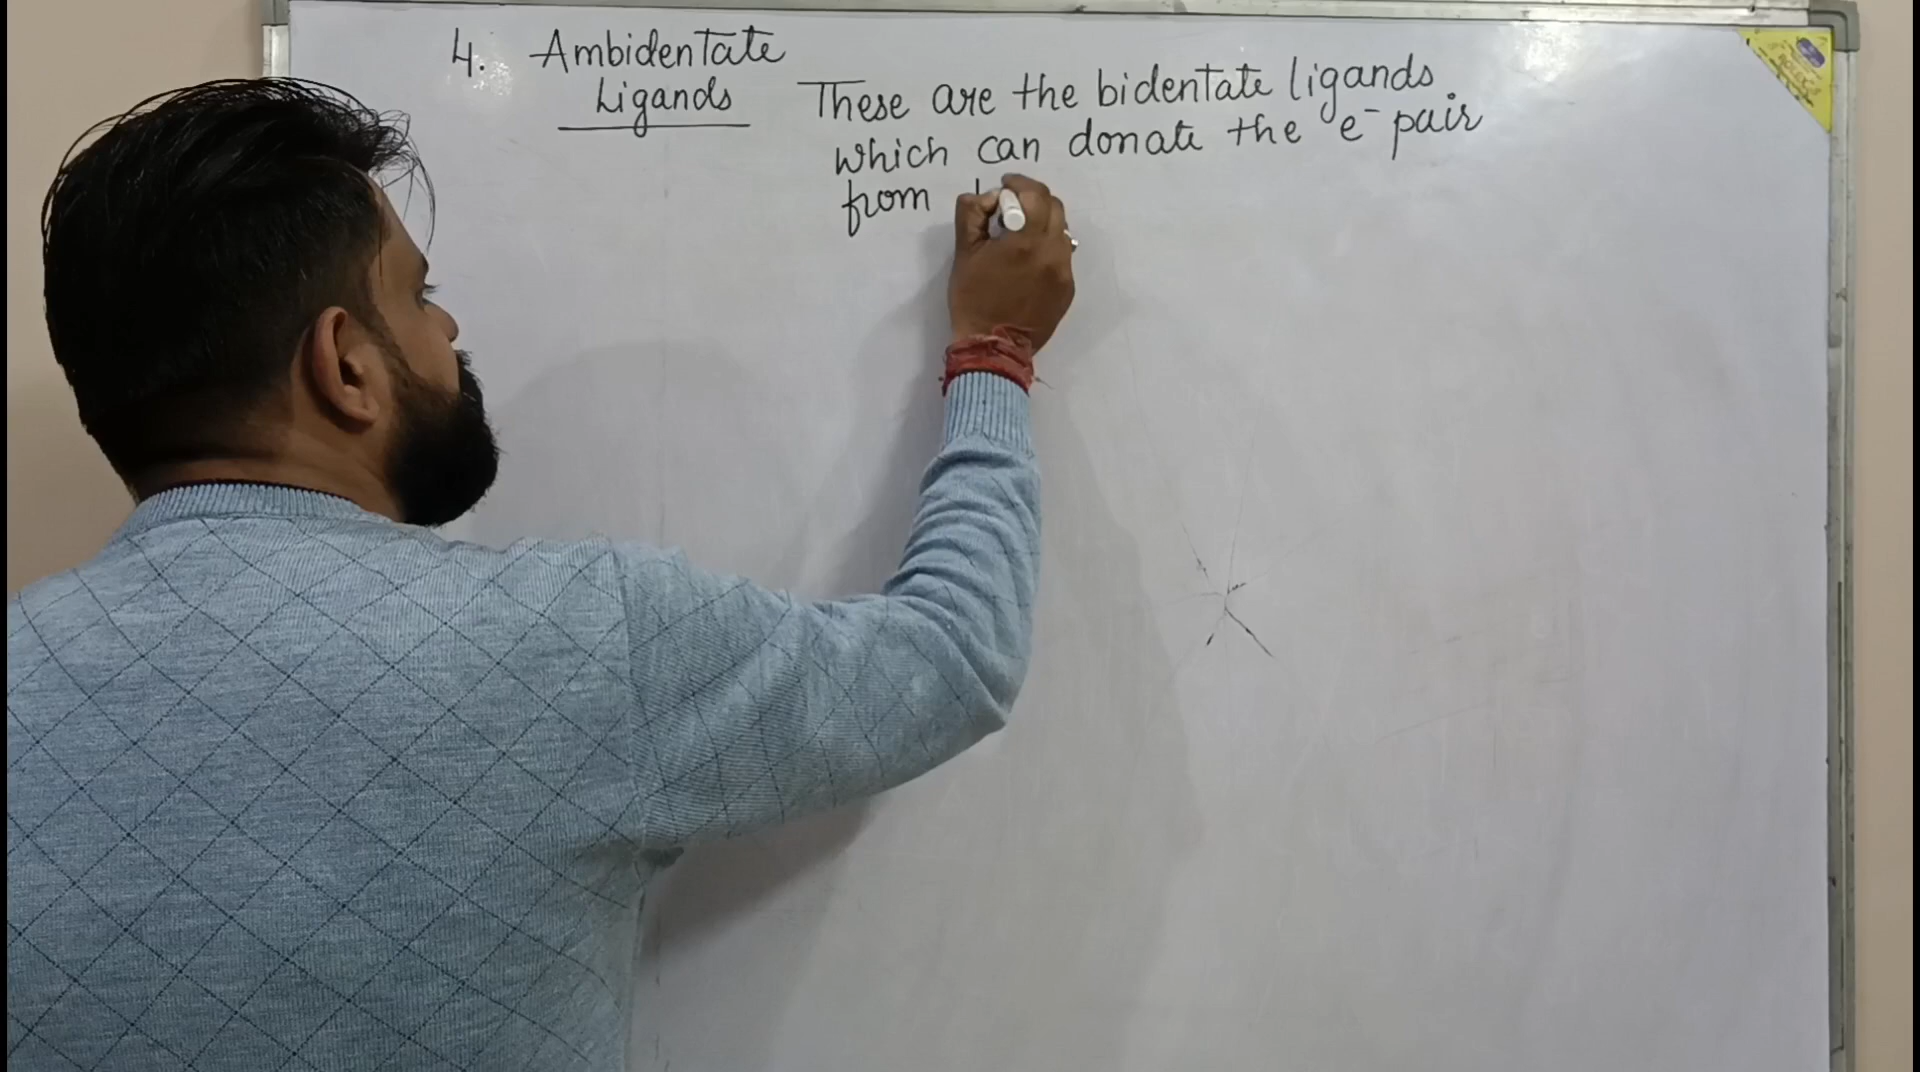 4. Ambidentate
Ligands
These are the bidentate ligands
which can donate the e⁻ pair
from